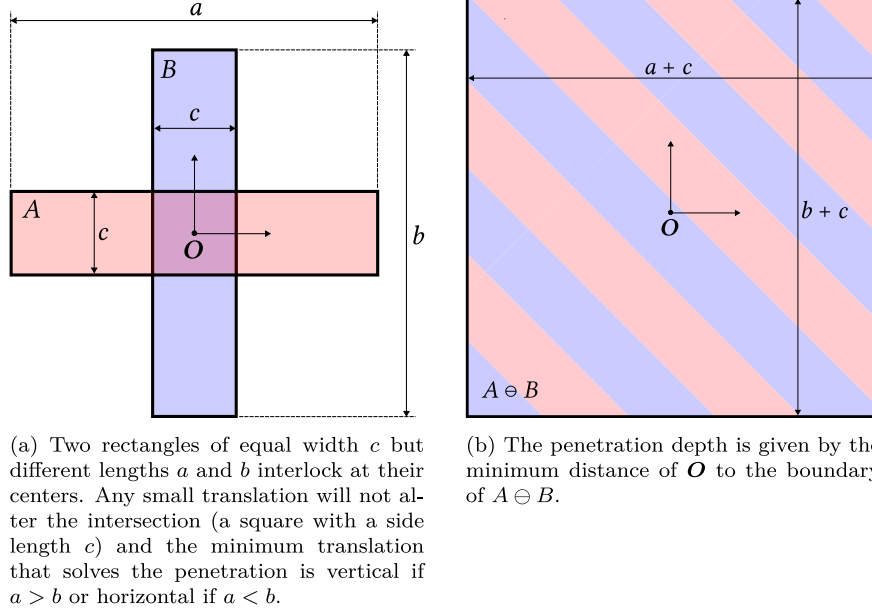 a
B
c
A
c
O
b
a + c
b + c
O
A ⊖ B
(a) Two rectangles of equal width c but
different lengths a and b interlock at their
centers. Any small translation will not al-
ter the intersection (a square with a side
length c) and the minimum translation
that solves the penetration is vertical if
a > b or horizontal if a < b.
(b) The penetration depth is given by the
minimum distance of O to the boundary
of A ⊖ B.